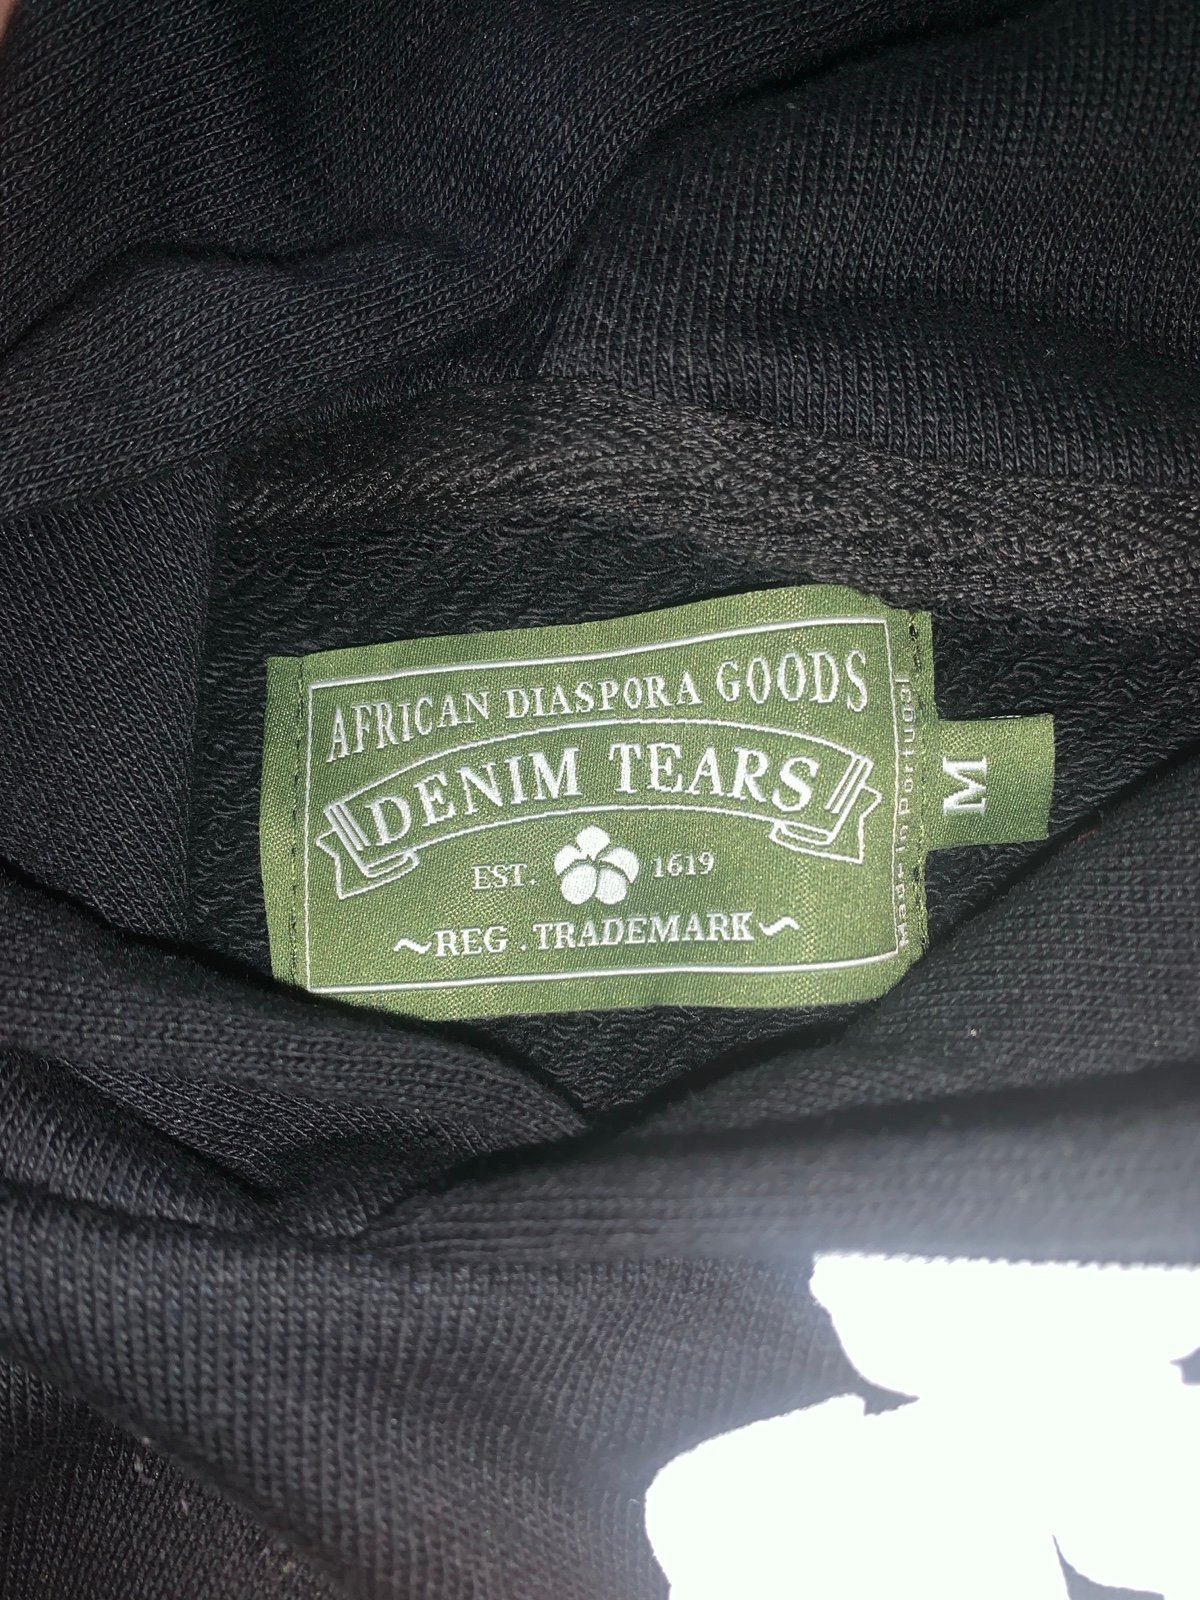 AFRICAN DIASPORA GOODS
DENIM TEARS
EST. 1619
~REG . TRADEMARK~
Made in Portugal
M